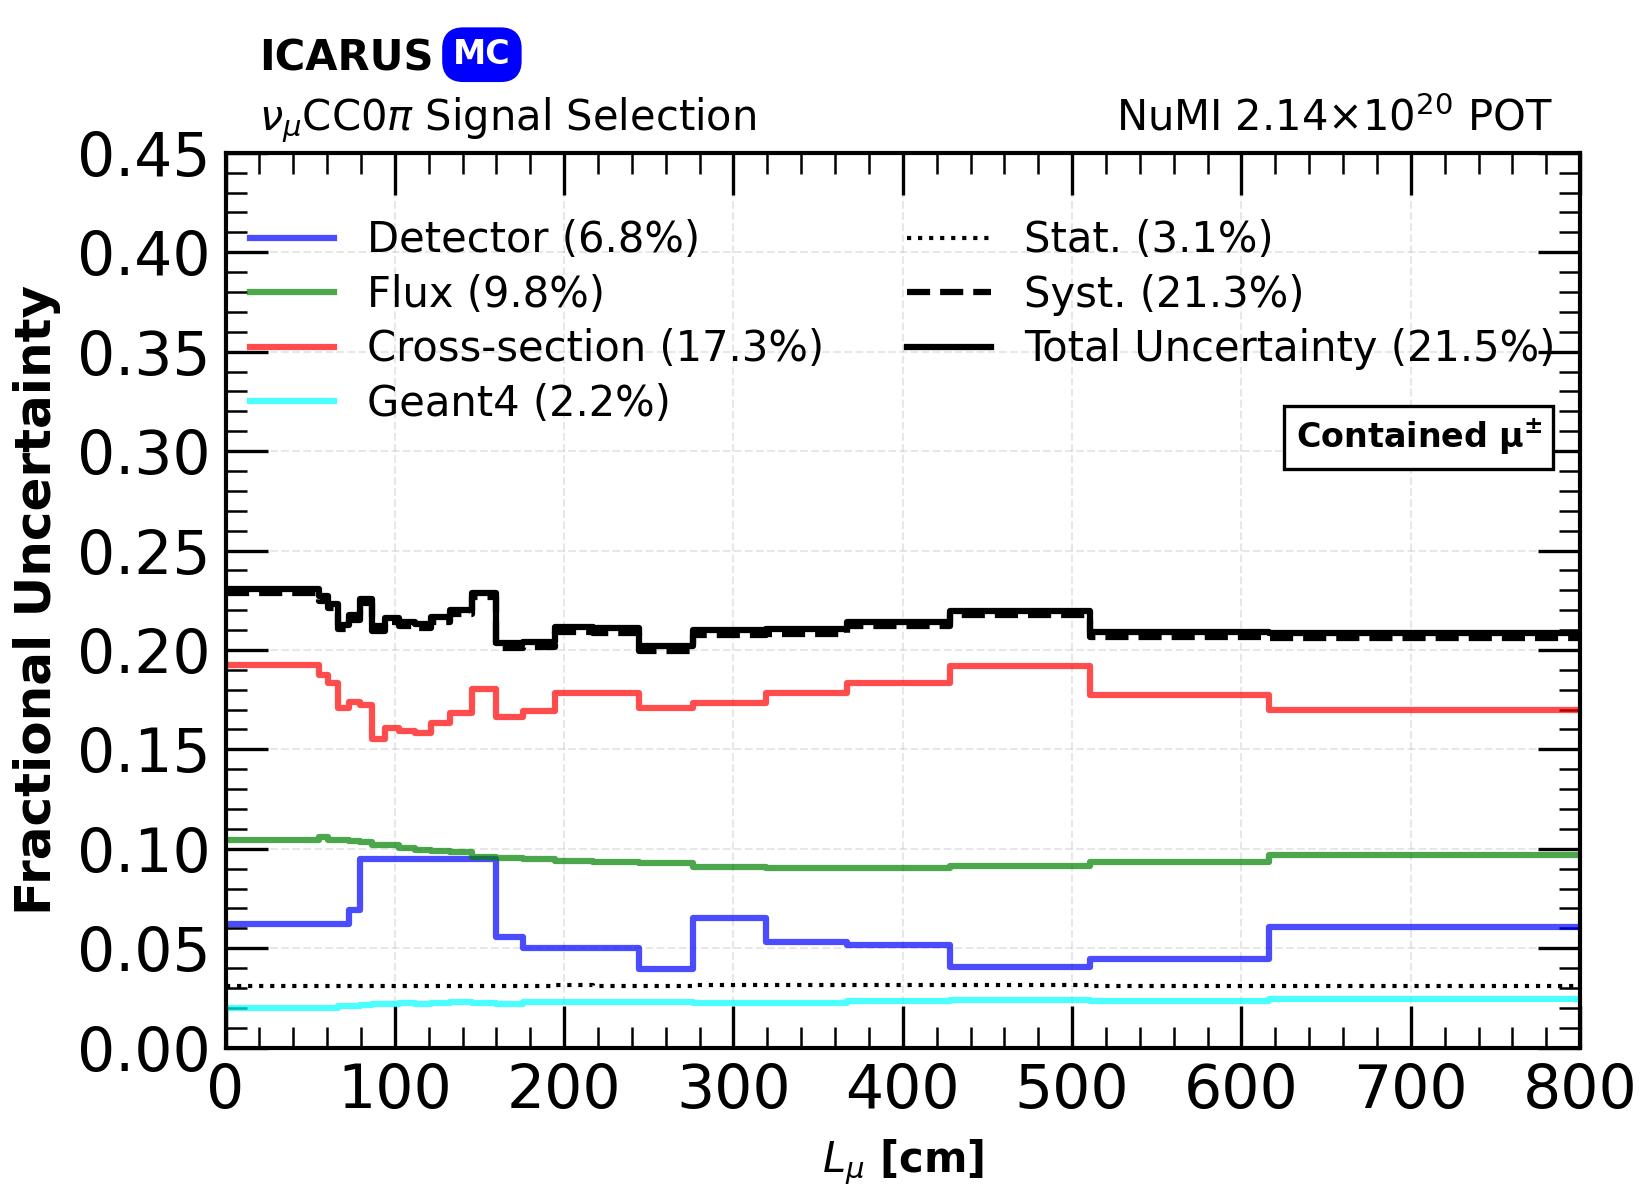 ICARUS MC
νμCC0π Signal Selection
NuMI 2.14×10²⁰ POT
Fractional Uncertainty
0.45
0.40
0.35
0.30
0.25
0.20
0.15
0.10
0.05
0.00
Detector (6.8%)
Flux (9.8%)
Cross-section (17.3%)
Geant4 (2.2%)
Stat. (3.1%)
Syst. (21.3%)
Total Uncertainty (21.5%)
Contained μ±
0 100 200 300 400 500 600 700 800
Lμ [cm]